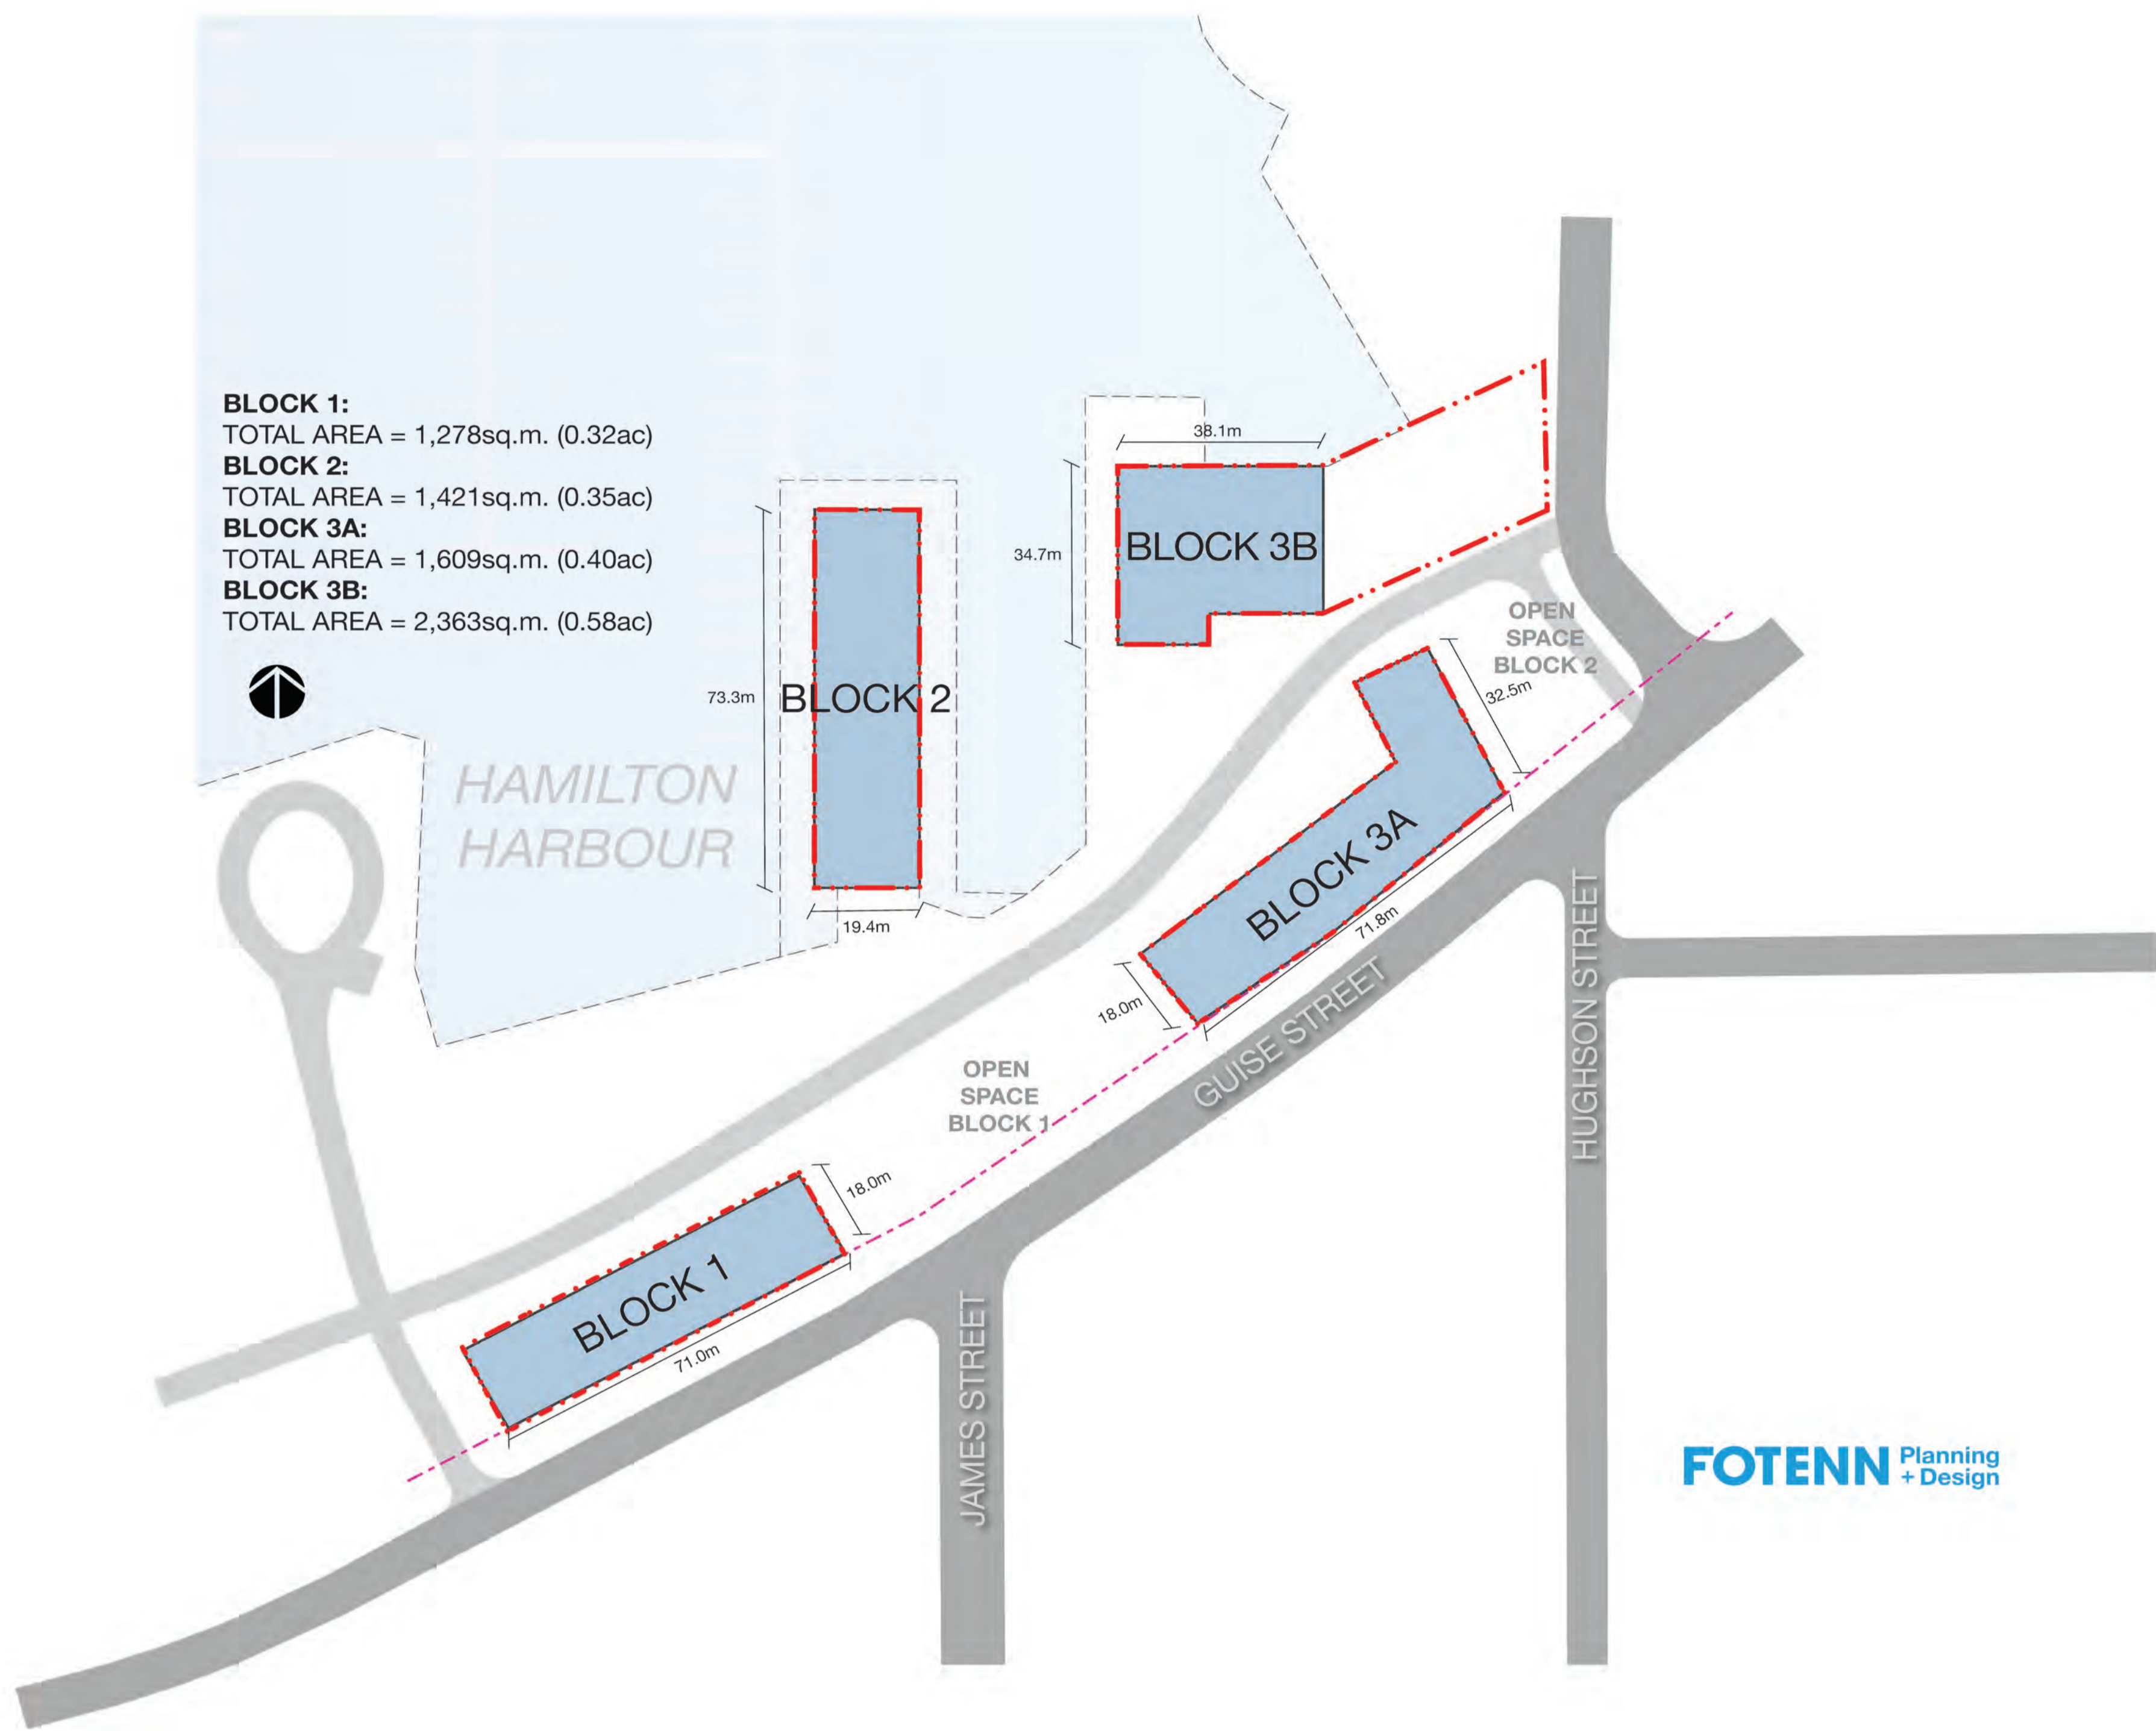 BLOCK 1:
TOTAL AREA = 1,278sq.m. (0.32ac)
BLOCK 2:
TOTAL AREA = 1,421sq.m. (0.35ac)
BLOCK 3A:
TOTAL AREA = 1,609sq.m. (0.40ac)
BLOCK 3B:
TOTAL AREA = 2,363sq.m. (0.58ac)
38.1m
34.7m
BLOCK 3B
OPEN
SPACE
BLOCK 2
32.5m
73.3m
BLOCK 2
HAMILTON
HARBOUR
19.4m
BLOCK 3A
71.8m
18.0m
GUISE STREET
HUGHSON STREET
OPEN
SPACE
BLOCK 1
18.0m
BLOCK 1
71.0m
JAMES STREET
FOTENN Planning
+ Design